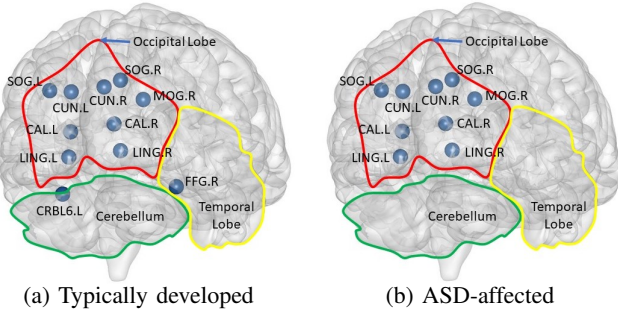 Occipital Lobe
SOG.L
SOG.R
CUN.L
CUN.R
MOG.R
CAL.L
CAL.R
LING.L
LING.R
FFG.R
CRBL6.L
Cerebellum
Temporal
Lobe
(a) Typically developed
Occipital Lobe
SOG.L
SOG.R
CUN.L
CUN.R
MOG.R
CAL.L
CAL.R
LING.L
LING.R
Cerebellum
Temporal
Lobe
(b) ASD-affected